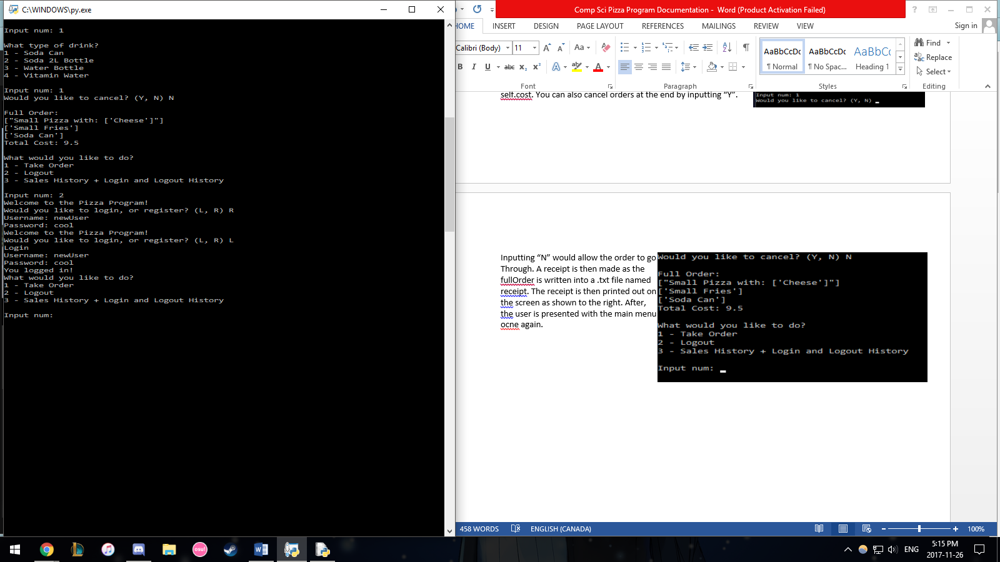 C:\WINDOWS\py.exe
Input num: 1
What type of drink?
1 - Soda Can
2 - Soda 2L Bottle
3 - Water Bottle
4 - Vitamin Water
Input num: 1
Would you like to cancel? (Y, N) N
Full Order:
["Small Pizza with: ['Cheese']"]
['Small Fries']
['Soda Can']
Total Cost: 9.5
What would you like to do?
1 - Take Order
2 - Logout
3 - Sales History + Login and Logout History
Input num: 2
Welcome to the Pizza Program!
Would you like to login, or register? (L, R) R
Username: newUser
Password: cool
Welcome to the Pizza Program!
Would you like to login, or register? (L, R) L
Login
Username: newUser
Password: cool
You logged in!
What would you like to do?
1 - Take Order
2 - Logout
3 - Sales History + Login and Logout History
Input num:
Comp Sci Pizza Program Documentation - Word (Product Activation Failed)
HOME INSERT DESIGN PAGE LAYOUT REFERENCES MAILINGS REVIEW VIEW Sign in
Calibri (Body) 11 Aa
B I U abc x₂ x²
AaBbCcDc AaBbCcDc AaBbCc
¶ Normal ¶ No Spac... Heading 1
Find
Replace
Select
Font Paragraph Styles Editing
self.cost. You can also cancel orders at the end by inputting “Y”.
Input num: 1
Would you like to cancel? (Y, N)
Inputting “N” would allow the order to go
Through. A receipt is then made as the
fullOrder is written into a .txt file named
receipt. The receipt is then printed out on
the screen as shown to the right. After,
the user is presented with the main menu
ocne again.
Would you like to cancel? (Y, N) N
Full Order:
["Small Pizza with: ['Cheese']"]
['Small Fries']
['Soda Can']
Total Cost: 9.5
What would you like to do?
1 - Take Order
2 - Logout
3 - Sales History + Login and Logout History
Input num:
458 WORDS ENGLISH (CANADA) 100%
osu!
ENG
5:15 PM
2017-11-26